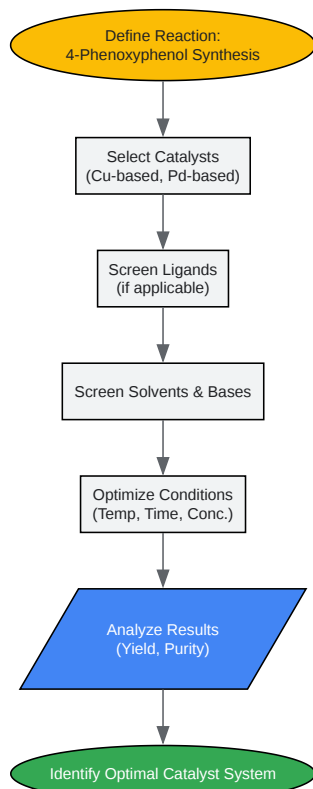 Define Reaction:
4-Phenoxyphenol Synthesis
Select Catalysts
(Cu-based, Pd-based)
Screen Ligands
(if applicable)
Screen Solvents & Bases
Optimize Conditions
(Temp, Time, Conc.)
Analyze Results
(Yield, Purity)
Identify Optimal Catalyst System